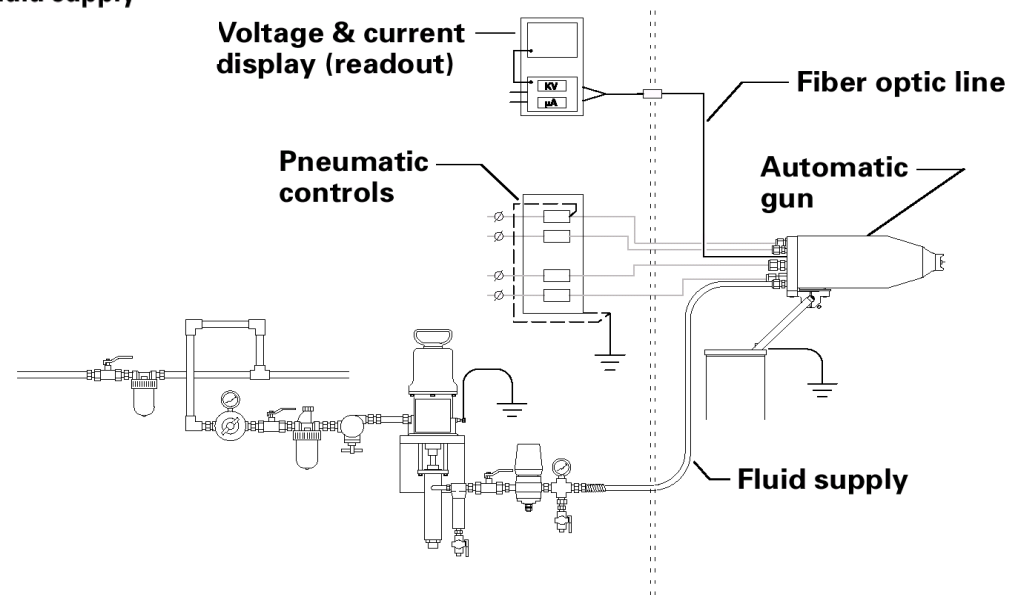 Voltage & current
display (readout)
KV
µA
Fiber optic line
Pneumatic
controls
Automatic
gun
Fluid supply